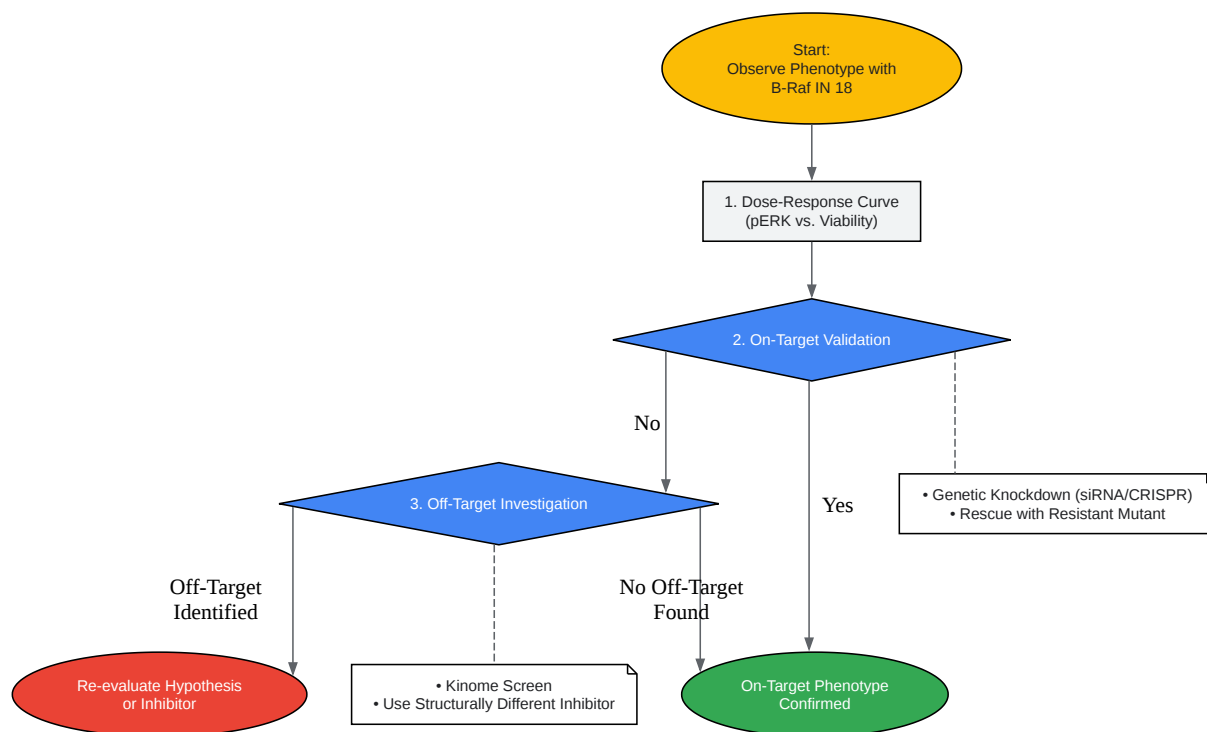 Start:
Observe Phenotype with
B-Raf IN 18
1. Dose-Response Curve
(pERK vs. Viability)
2. On-Target Validation
No
Yes
• Genetic Knockdown (siRNA/CRISPR)
• Rescue with Resistant Mutant
3. Off-Target Investigation
Off-Target
Identified
No Off-Target
Found
Re-evaluate Hypothesis
or Inhibitor
• Kinome Screen
• Use Structurally Different Inhibitor
On-Target Phenotype
Confirmed